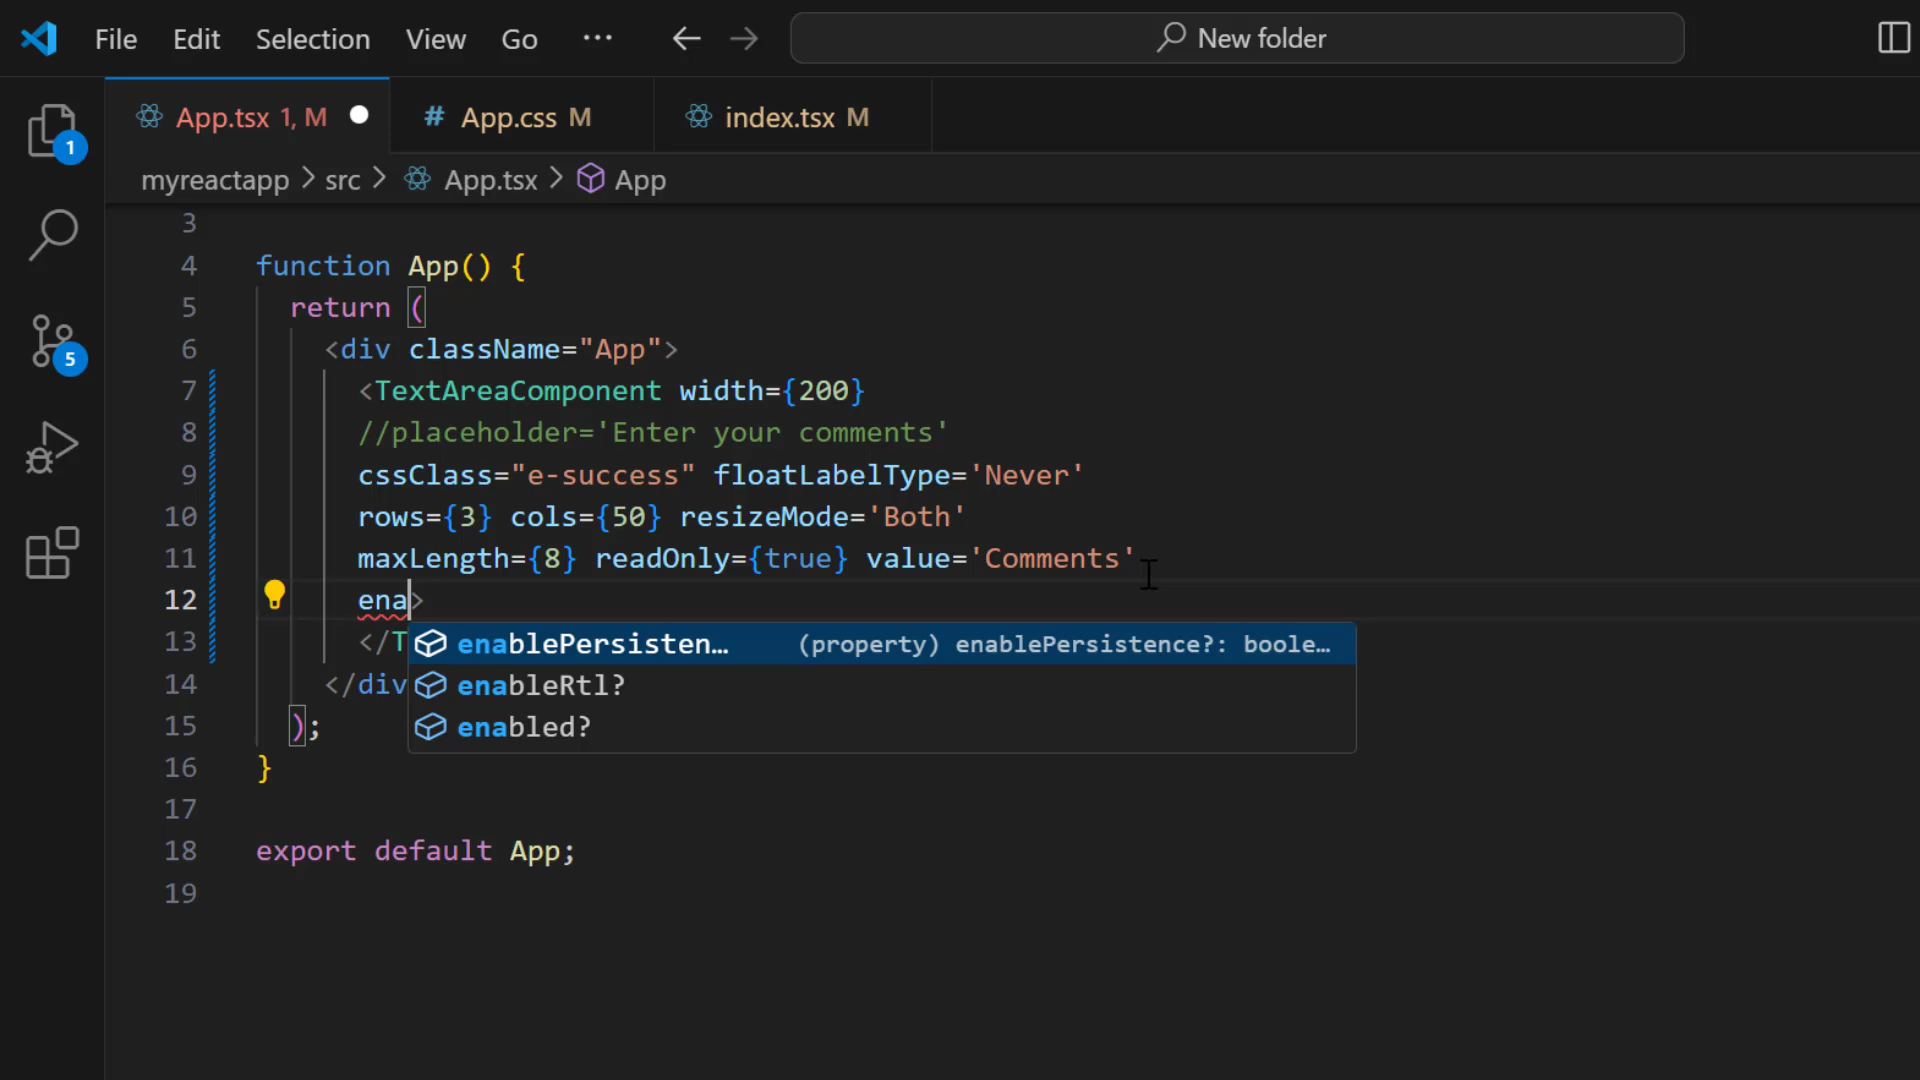 File Edit Selection View Go ··· New folder
App.tsx 1, M # App.css M index.tsx M
myreactapp > src > App.tsx > App
1
5
3
4 function App() {
5 return (
6 <div className="App">
7 <TextAreaComponent width={200}
8 //placeholder='Enter your comments'
9 cssClass="e-success" floatLabelType='Never'
10 rows={3} cols={50} resizeMode='Both'
11 maxLength={8} readOnly={true} value='Comments'
12 ena>
13 </T
enablePersisten… (property) enablePersistence?: boole…
14 </div
enableRtl?
15 );
enabled?
16 }
17
18 export default App;
19